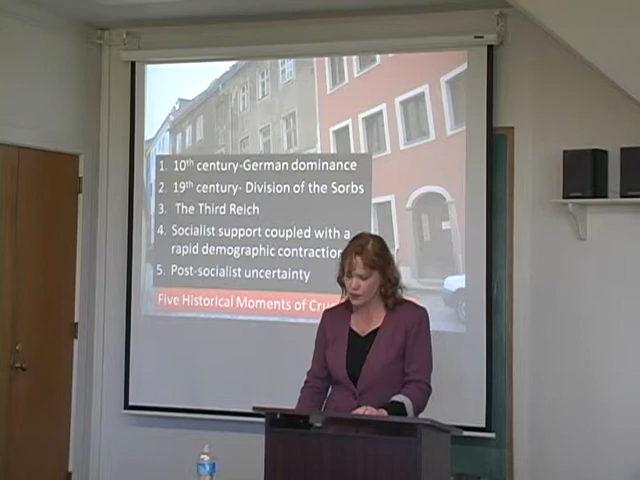 1. 10th century-German dominance
2. 19th century- Division of the Sorbs
3. The Third Reich
4. Socialist support coupled with a
rapid demographic contraction
5. Post-socialist uncertainty
Five Historical Moments of